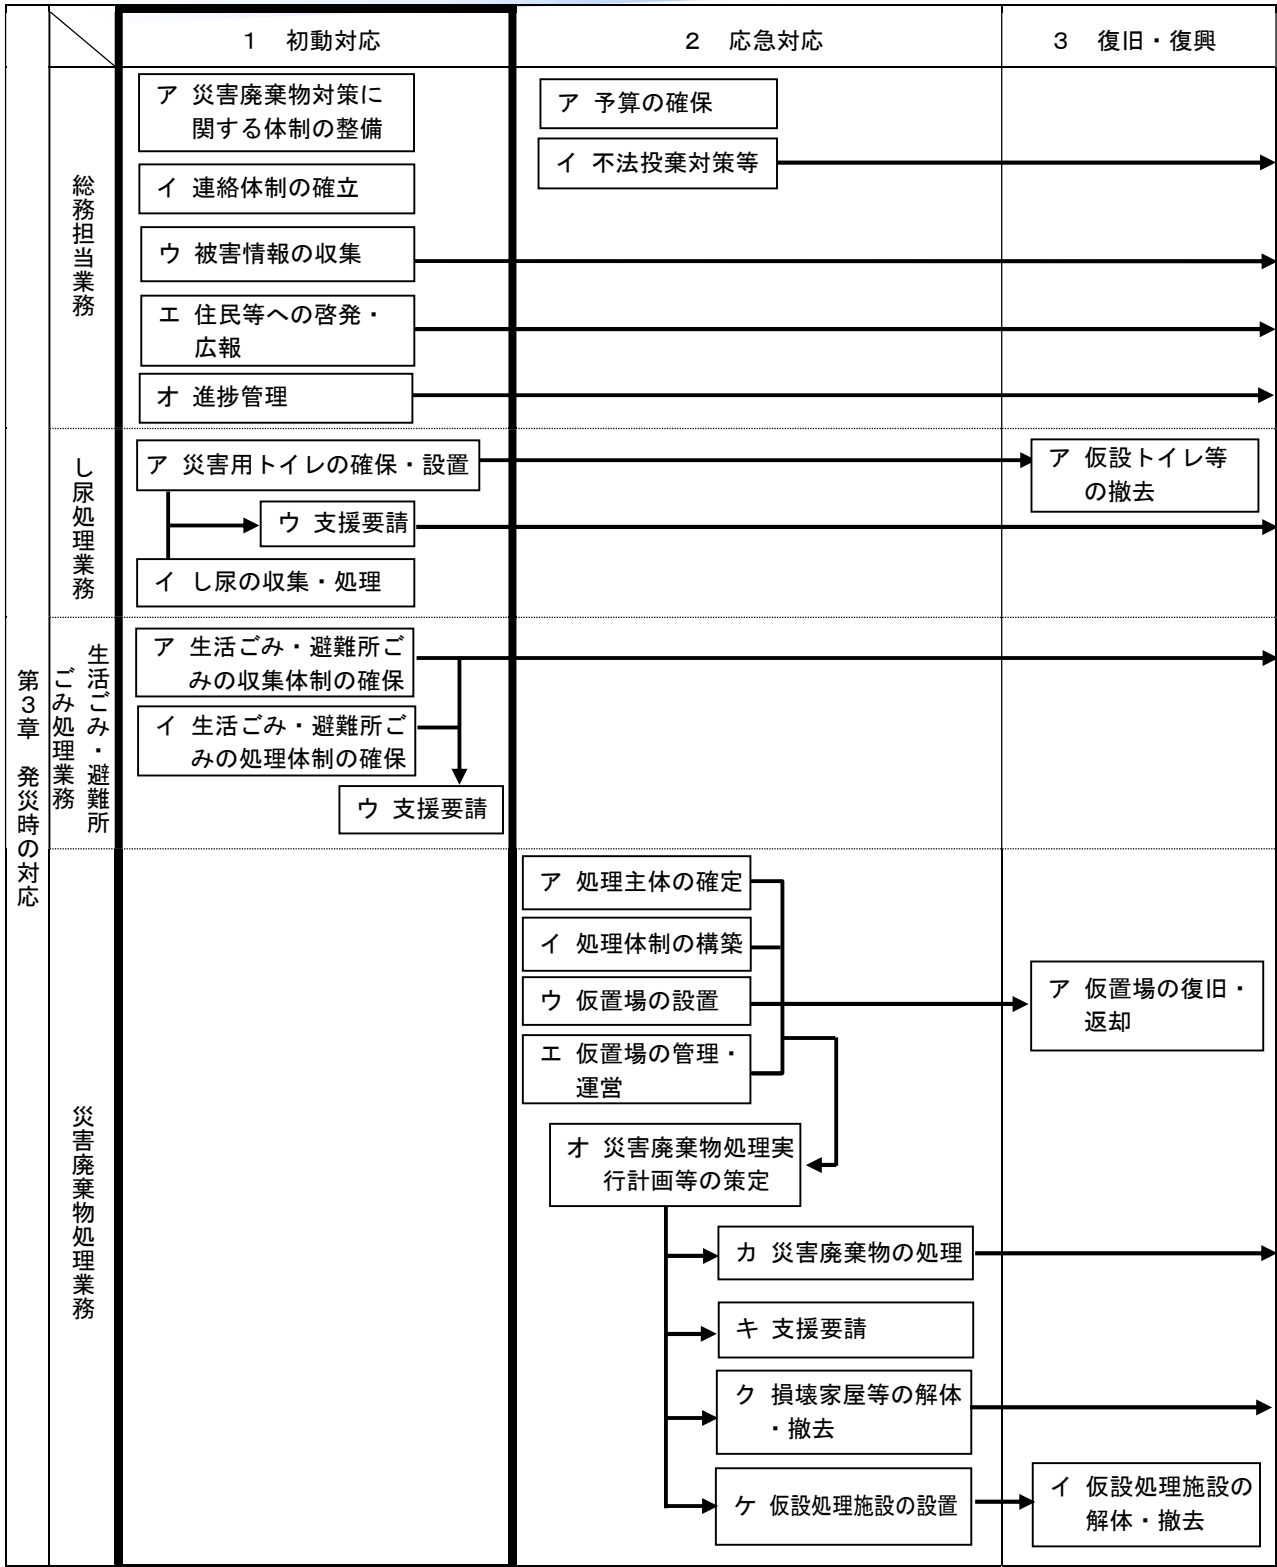 1　初動対応
2　応急対応
3　復旧・復興
第3章　発災時の対応
総務担当業務
ア 災害廃棄物対策に
関する体制の整備
イ 連絡体制の確立
ウ 被害情報の収集
エ 住民等への啓発・
広報
オ 進捗管理
ア 予算の確保
イ 不法投棄対策等
し尿処理業務
ア 災害用トイレの確保・設置
ウ 支援要請
イ し尿の収集・処理
ア 仮設トイレ等
の撤去
生活ごみ・避難所
ごみ処理業務
ア 生活ごみ・避難所ご
みの収集体制の確保
イ 生活ごみ・避難所ご
みの処理体制の確保
ウ 支援要請
災害廃棄物処理業務
ア 処理主体の確定
イ 処理体制の構築
ウ 仮置場の設置
エ 仮置場の管理・
運営
オ 災害廃棄物処理実
行計画等の策定
カ 災害廃棄物の処理
キ 支援要請
ク 損壊家屋等の解体
・撤去
ケ 仮設処理施設の設置
ア 仮置場の復旧・
返却
イ 仮設処理施設の
解体・撤去